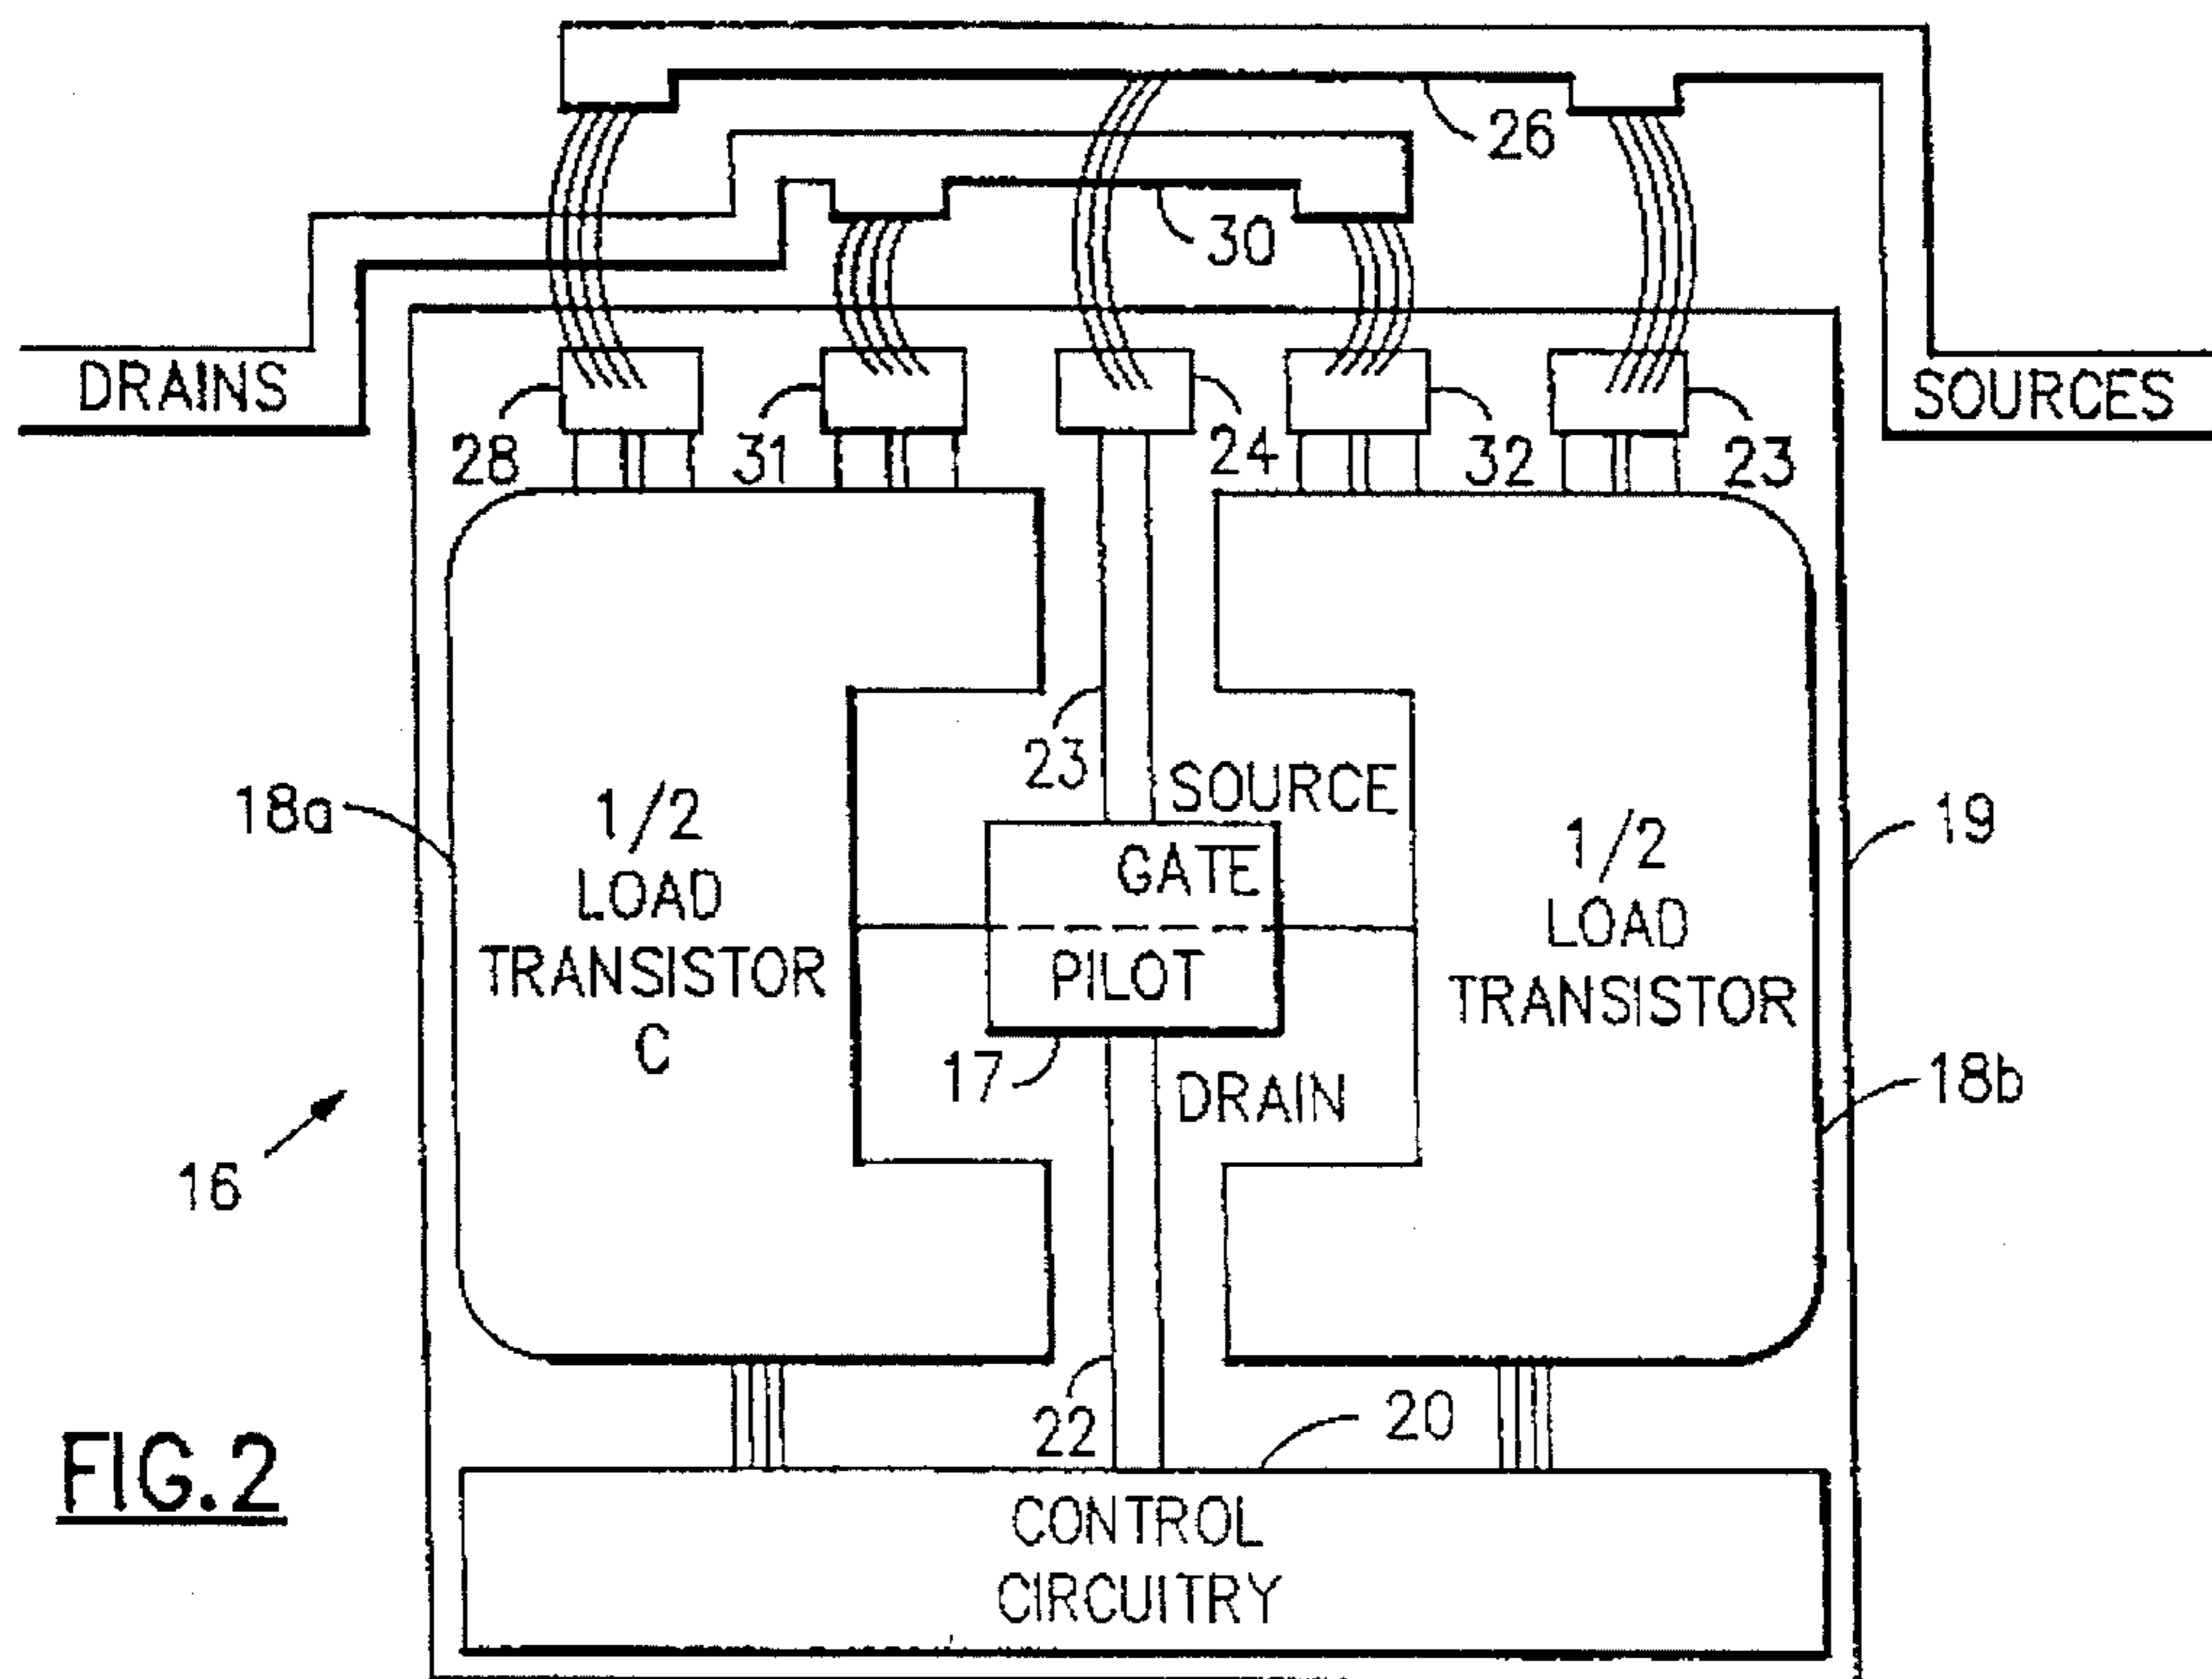 26
30
DRAINS
SOURCES
28
31
24
32
23
23
SOURCE
18a
1/2
LOAD
TRANSISTOR
C
GATE
PILOT
17
DRAIN
1/2
LOAD
TRANSISTOR
19
18b
16
22
20
FIG.2
CONTROL
CIRCUITRY